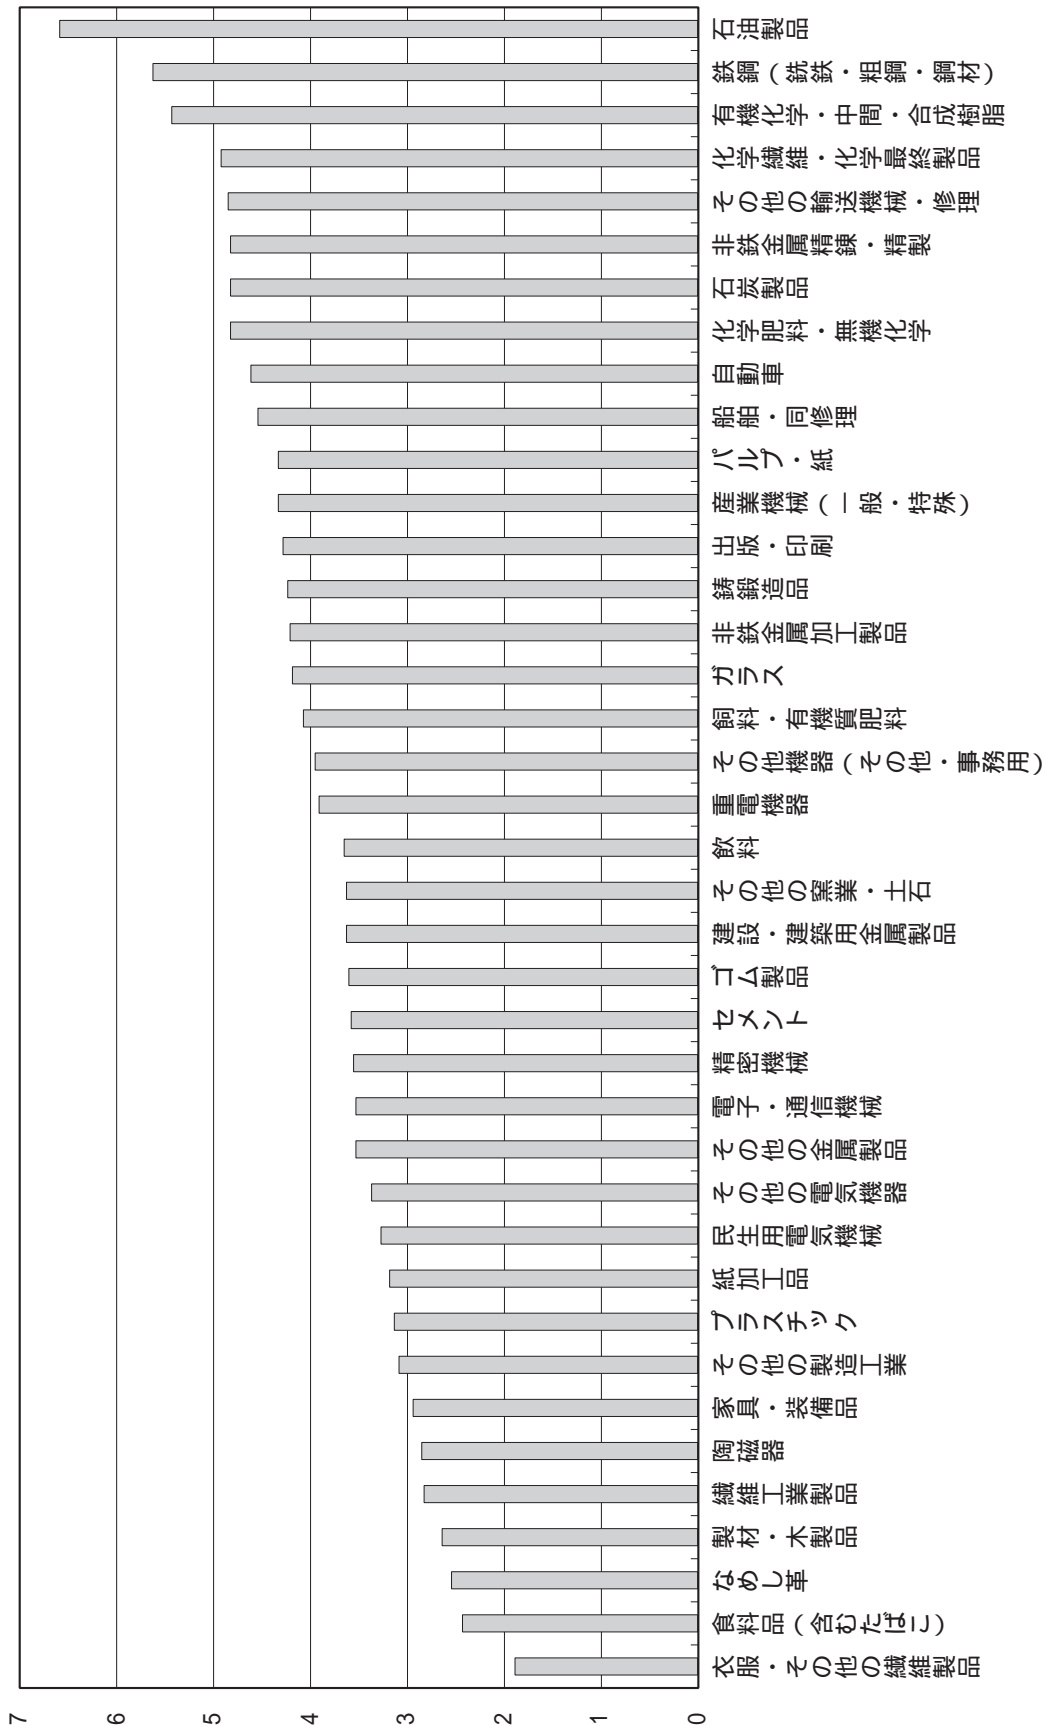 石油製品
鉄鋼(銑鉄・粗鋼・鋼材)
有機化学・中間・合成樹脂
化学繊維・化学最終製品
その他の輸送機械・修理
非鉄金属精錬・精製
石炭製品
化学肥料・無機化学
自動車
船舶・同修理
パルプ・紙
産業機械(一般・特殊)
出版・印刷
鋳鍛造品
非鉄金属加工製品
ガラス
飼料・有機質肥料
その他機器(その他・事務用)
重電機器
飲料
その他の窯業・土石
建設・建築用金属製品
ゴム製品
セメント
精密機械
電子・通信機械
その他の金属製品
その他の電気機器
民生用電気機械
紙加工品
プラスチック
その他の製造工業
家具・装備品
陶磁器
繊維工業製品
製材・木製品
なめし革
食料品(含むたばこ)
衣服・その他の繊維製品
7
6
5
4
3
2
1
0